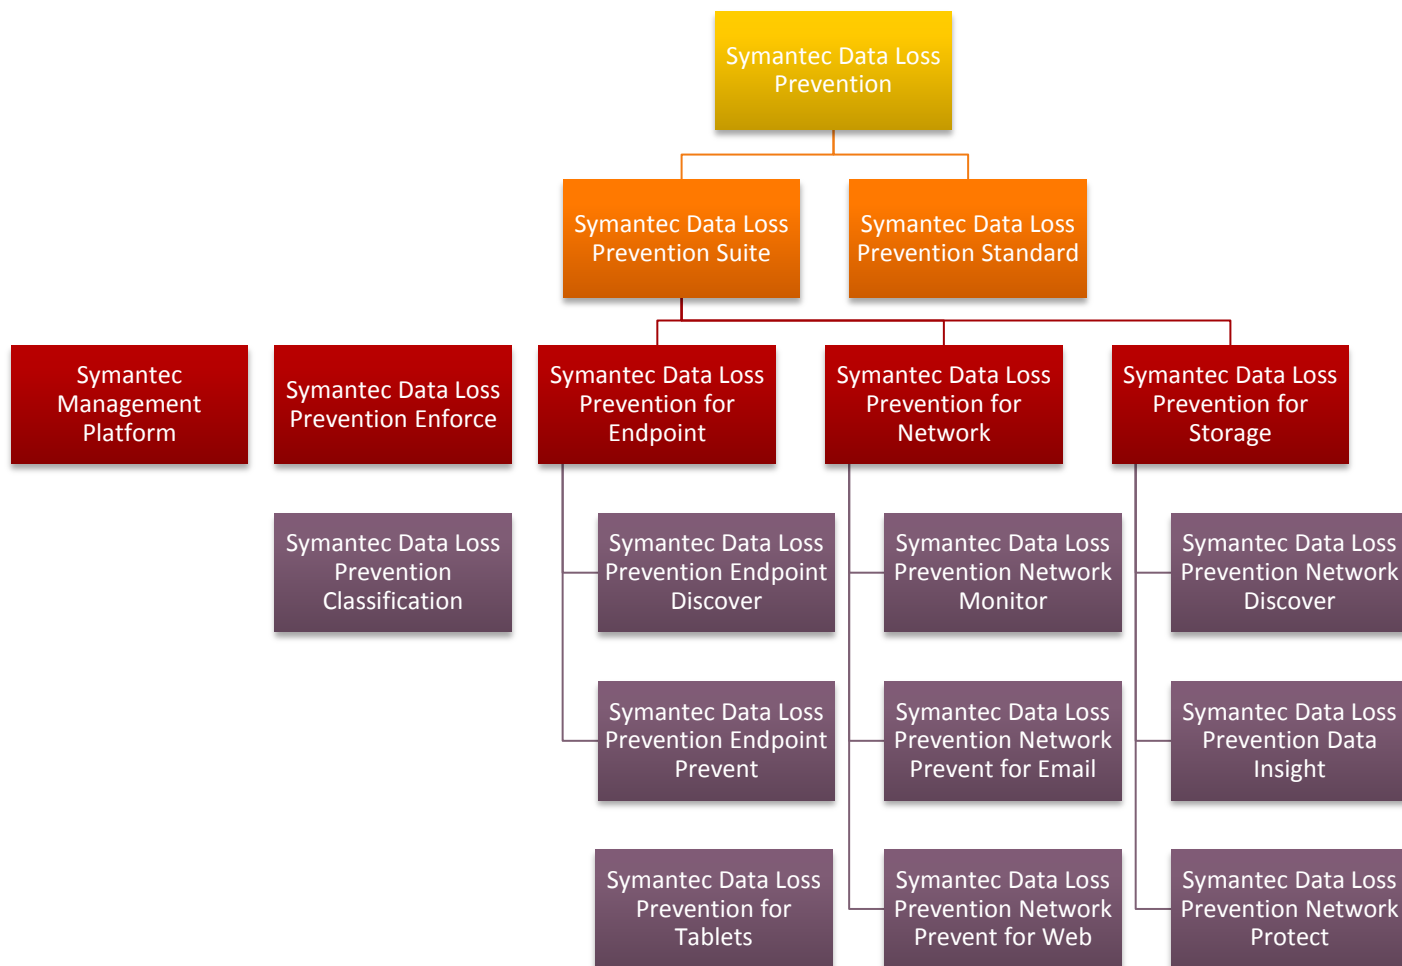 Symantec Data Loss
Prevention
Symantec Data Loss
Prevention Suite
Symantec Data Loss
Prevention Standard
Symantec
Management
Platform
Symantec Data Loss
Prevention Enforce
Symantec Data Loss
Prevention for
Endpoint
Symantec Data Loss
Prevention for
Network
Symantec Data Loss
Prevention for
Storage
Symantec Data Loss
Prevention
Classification
Symantec Data Loss
Prevention Endpoint
Discover
Symantec Data Loss
Prevention Network
Monitor
Symantec Data Loss
Prevention Network
Discover
Symantec Data Loss
Prevention Endpoint
Prevent
Symantec Data Loss
Prevention Network
Prevent for Email
Symantec Data Loss
Prevention Data
Insight
Symantec Data Loss
Prevention for
Tablets
Symantec Data Loss
Prevention Network
Prevent for Web
Symantec Data Loss
Prevention Network
Protect